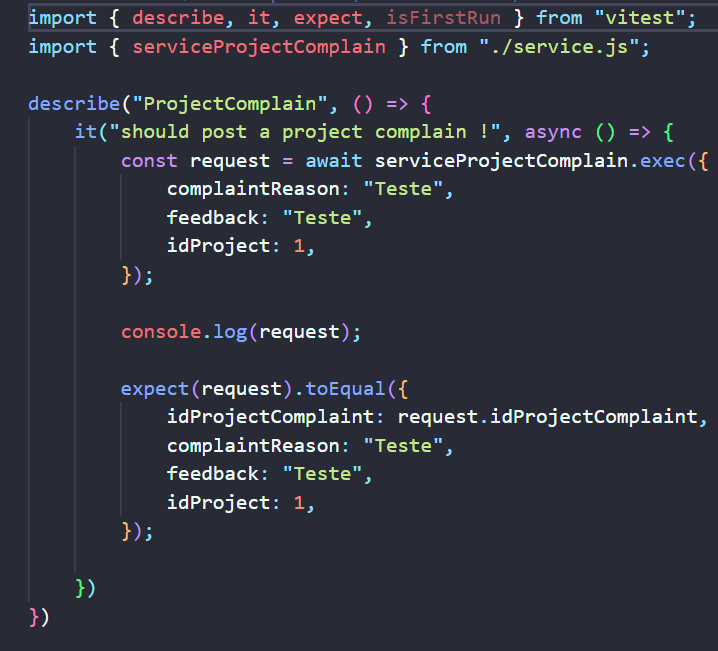 import { describe, it, expect, isFirstRun } from "vitest";
import { serviceProjectComplain } from "./service.js";
describe("ProjectComplain", () => {
it("should post a project complain !", async () => {
const request = await serviceProjectComplain.exec({
complaintReason: "Teste",
feedback: "Teste",
idProject: 1,
});
console.log(request);
expect(request).toEqual({
idProjectComplaint: request.idProjectComplaint,
complaintReason: "Teste",
feedback: "Teste",
idProject: 1,
});
})
})